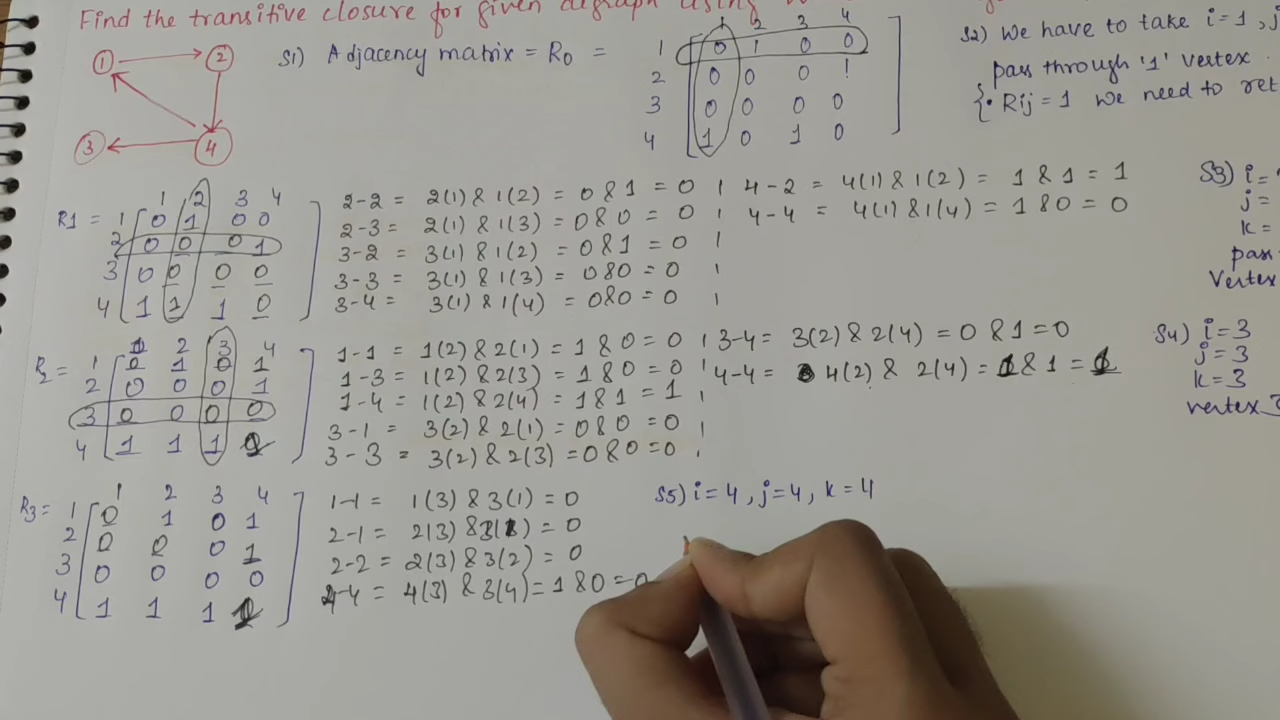 Find the transitive closure for given digraph using
1 2 3 4
S1) Adjacency matrix = R0 =
1 2 3 4
1 0 1 0 0
2 0 0 0 1
3 0 0 0 0
4 1 0 1 0
S2) We have to take i=1, j
pass through '1' vertex.
{• Rij = 1 we need to ret
R1 =
1 2 3 4
1 0 1 0 0
2 0 0 0 1
3 0 0 0 0
4 1 1 1 0
2-2 = 2(1) & 1(2) = 0 & 1 = 0 , 4-2 = 4(1) & 1(2) = 1 & 1 = 1
2-3 = 2(1) & 1(3) = 0 & 0 = 0 , 4-4 = 4(1) & 1(4) = 1 & 0 = 0
3-2 = 3(1) & 1(2) = 0 & 1 = 0 ,
3-3 = 3(1) & 1(3) = 0 & 0 = 0 ,
3-4 = 3(1) & 1(4) = 0 & 0 = 0 ,
S3) i =
j =
k =
pass
Vertex
R2 =
1 2 3 4
1 0 1 0 1
2 0 0 0 1
3 0 0 0 0
4 1 1 1
1-1 = 1(2) & 2(1) = 1 & 0 = 0 , 3-4 = 3(2) & 2(4) = 0 & 1 = 0
1-3 = 1(2) & 2(3) = 1 & 0 = 0 , 4-4 = 4(2) & 2(4) = 1 & 1 = 1
1-4 = 1(2) & 2(4) = 1 & 1 = 1 ,
3-1 = 3(2) & 2(1) = 0 & 0 = 0 ,
3-3 = 3(2) & 2(3) = 0 & 0 = 0 ,
S4) i=3
j=3
k=3
vertex
R3 =
1 2 3 4
1 0 1 0 1
2 0 0 0 1
3 0 0 0 0
4 1 1 1
1-1 = 1(3) & 3(1) = 0
2-1 = 2(3) & 3(1) = 0
2-2 = 2(3) & 3(2) = 0
4-4 = 4(3) & 3(4) = 1 & 0 = 0
S5) i=4, j=4, k=4